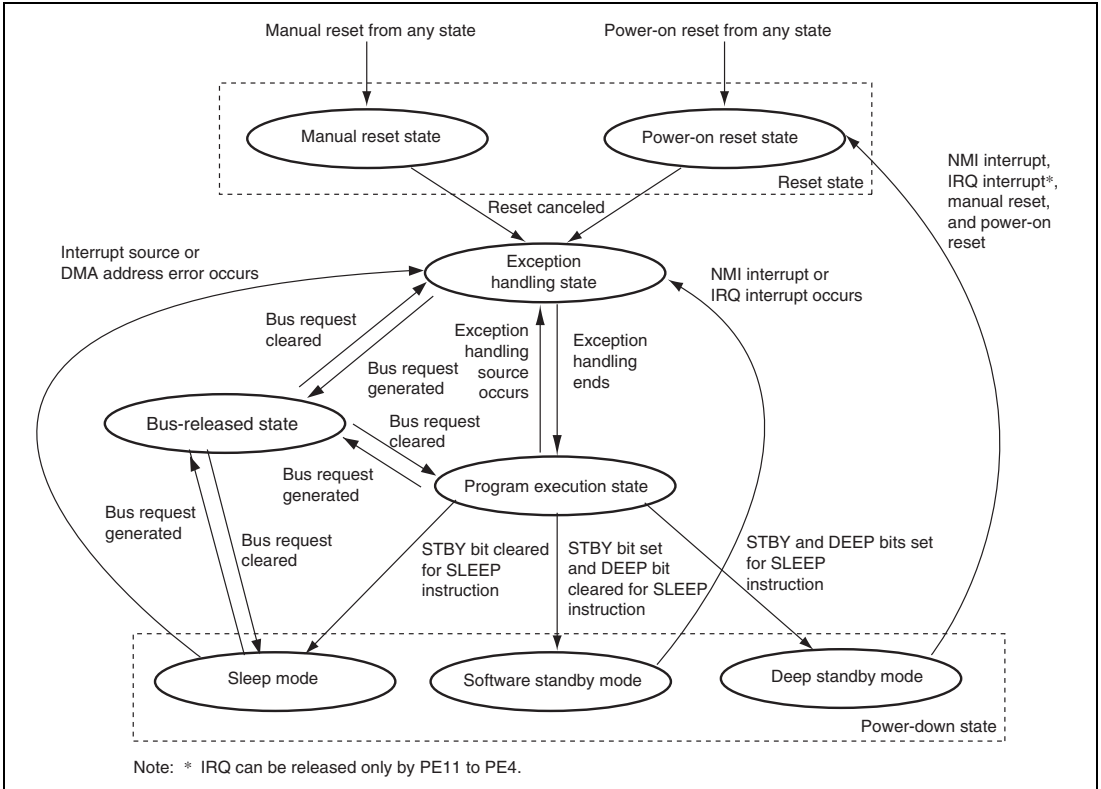 Manual reset from any state
Power-on reset from any state
Manual reset state
Power-on reset state
Reset state
NMI interrupt,
IRQ interrupt*,
manual reset,
and power-on
reset
Reset canceled
Interrupt source or
DMA address error occurs
Exception
handling state
NMI interrupt or
IRQ interrupt occurs
Bus request
cleared
Bus request
generated
Exception
handling
source
occurs
Exception
handling
ends
Bus-released state
Bus request
cleared
Bus request
generated
Program execution state
Bus request
generated
Bus request
cleared
STBY bit cleared
for SLEEP
instruction
STBY bit set
and DEEP bit
cleared for SLEEP
instruction
STBY and DEEP bits set
for SLEEP
instruction
Sleep mode
Software standby mode
Deep standby mode
Power-down state
Note: * IRQ can be released only by PE11 to PE4.